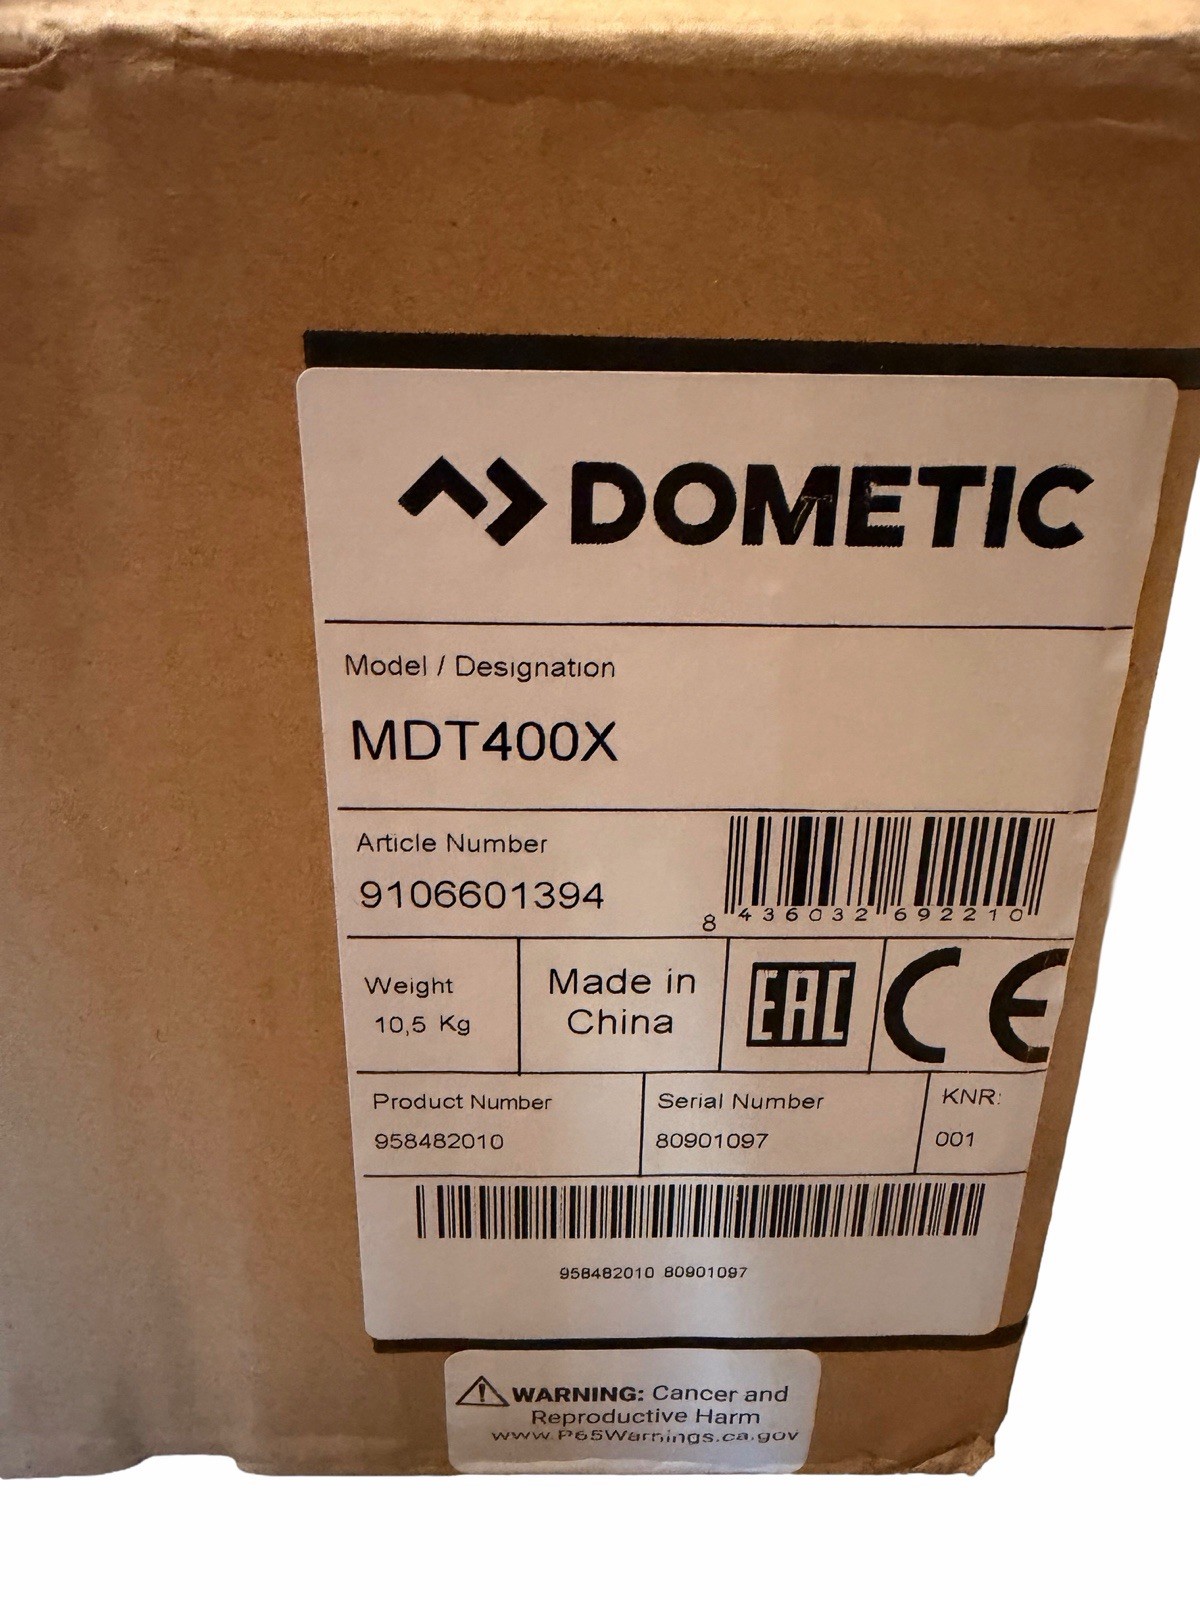 DOMETIC
Model / Designation
MDT400X
Article Number
9106601394
8 436032 692210
Weight
10,5 Kg
Made in
China
EAC
CE
Product Number
958482010
Serial Number
80901097
KNR:
001
958482010 80901097
WARNING: Cancer and
Reproductive Harm
www.P65Warnings.ca.gov